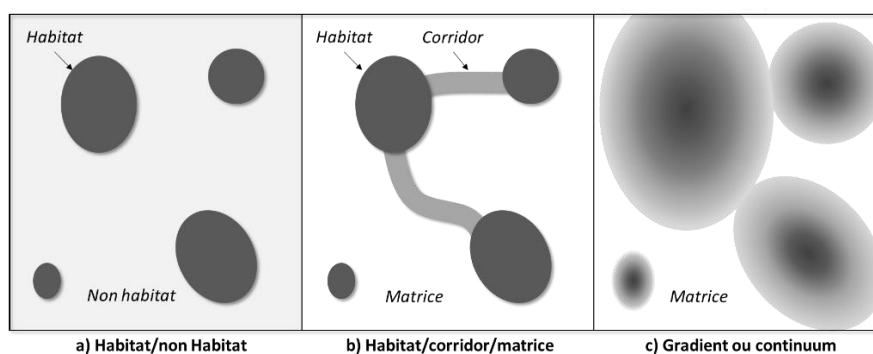 Habitat
Non habitat
a) Habitat/non Habitat
Habitat
Corridor
Matrice
b) Habitat/corridor/matrice
Matrice
c) Gradient ou continuum